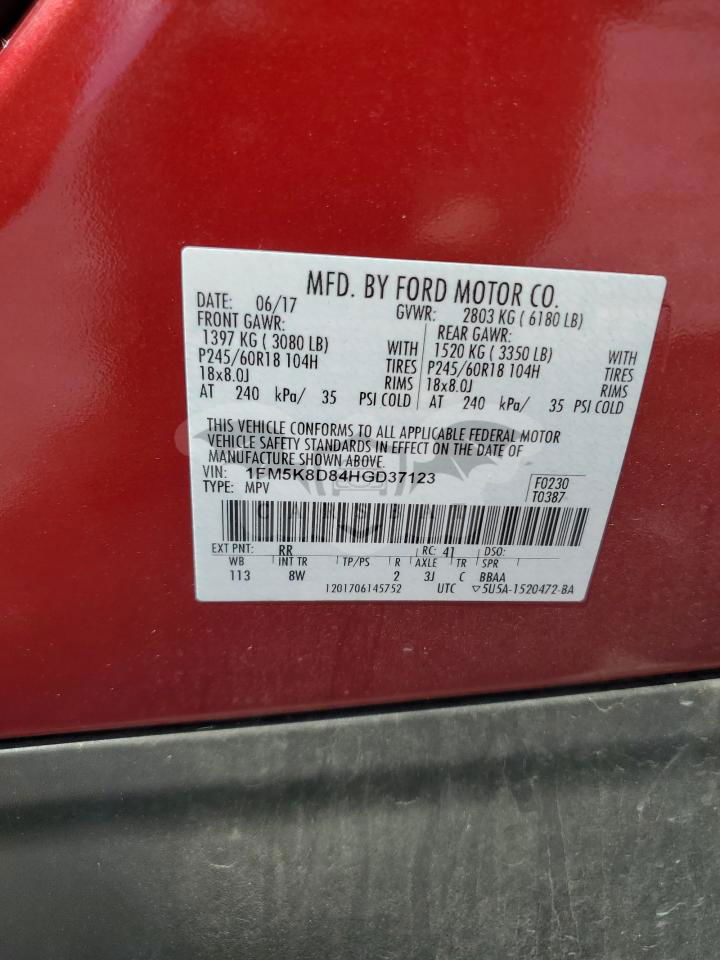 MFD. BY FORD MOTOR CO.
DATE: 06/17 GVWR: 2803 KG ( 6180 LB)
FRONT GAWR: REAR GAWR:
1397 KG ( 3080 LB) WITH 1520 KG ( 3350 LB) WITH
P245/60R18 104H TIRES P245/60R18 104H TIRES
18x8.0J RIMS 18x8.0J RIMS
AT 240 kPa/ 35 PSI COLD AT 240 kPa/ 35 PSI COLD
THIS VEHICLE CONFORMS TO ALL APPLICABLE FEDERAL MOTOR
VEHICLE SAFETY STANDARDS IN EFFECT ON THE DATE OF
MANUFACTURE SHOWN ABOVE.
VIN: 1FM5K8D84HGD37123 F0230
TYPE: MPV T0387
EXT PNT: RR RC: 41 DSO:
WB INT TR TP/PS R AXLE TR SPR
113 8W 2 3J C BBAA
1201706145752 UTC ▽5U5A-1520472-BA